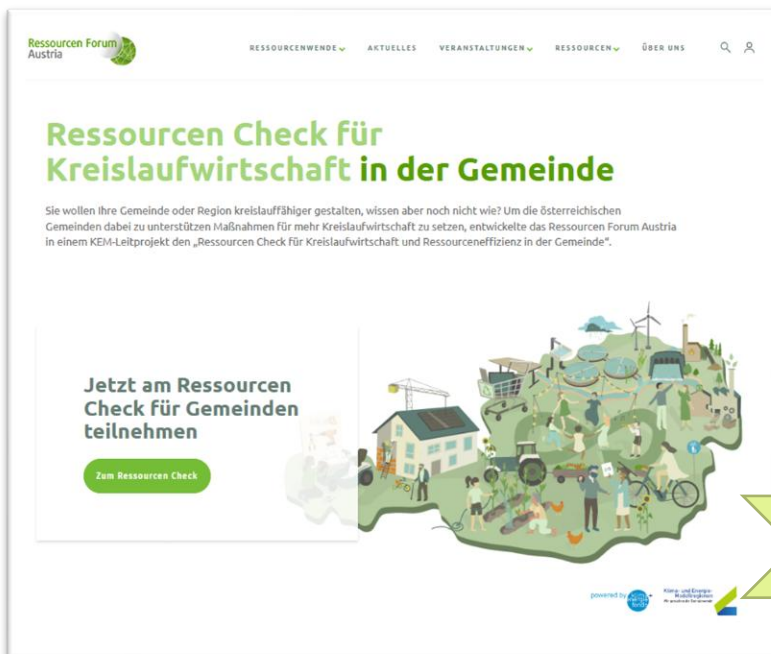 Ressourcen Forum
Austria
RESSOURCENWENDE
AKTUELLES
VERANSTALTUNGEN
RESSOURCEN
ÜBER UNS
Ressourcen Check für
Kreislaufwirtschaft in der Gemeinde
Sie wollen Ihre Gemeinde oder Region kreislauffähiger gestalten, wissen aber noch nicht wie? Um die österreichischen
Gemeinden dabei zu unterstützen Maßnahmen für mehr Kreislaufwirtschaft zu setzen, entwickelte das Ressourcen Forum Austria
in einem KEM-Leitprojekt den „Ressourcen Check für Kreislaufwirtschaft und Ressourceneffizienz in der Gemeinde“.
Jetzt am Ressourcen
Check für Gemeinden
teilnehmen
Zum Ressourcen Check
powered by
klima+
energie
fonds
Klima- und Energie-
Modellregionen